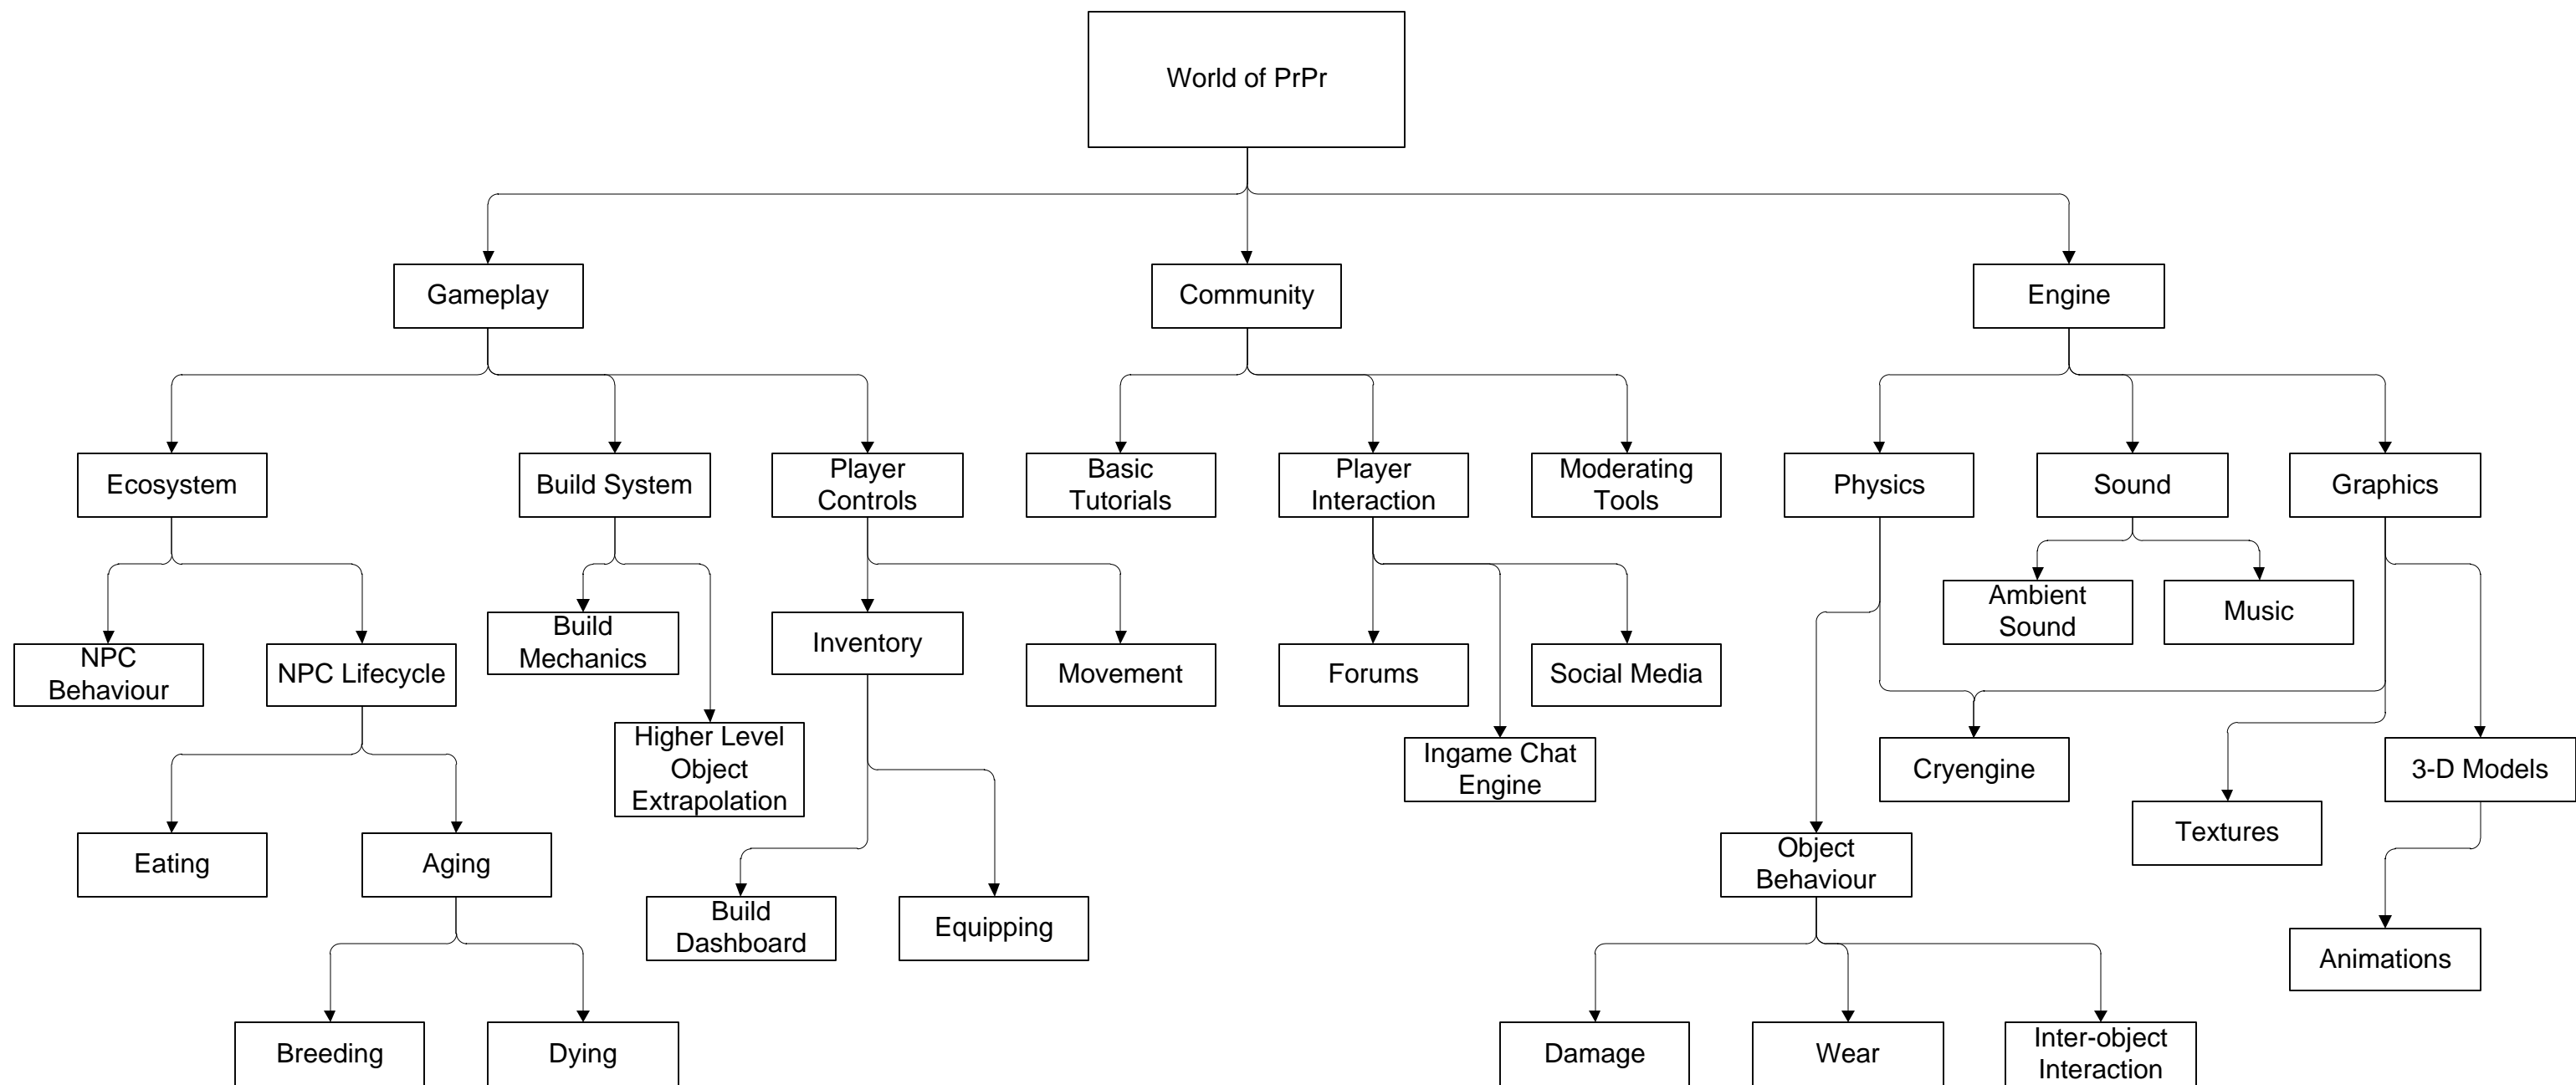 World of PrPr
Gameplay
Community
Engine
Ecosystem
Build System
Player
Controls
Basic
Tutorials
Player
Interaction
Moderating
Tools
Physics
Sound
Graphics
NPC
Behaviour
NPC Lifecycle
Build
Mechanics
Inventory
Movement
Forums
Social Media
Ambient
Sound
Music
Higher Level
Object
Extrapolation
Ingame Chat
Engine
Cryengine
3-D Models
Textures
Eating
Aging
Object
Behaviour
Build
Dashboard
Equipping
Animations
Breeding
Dying
Damage
Wear
Inter-object
Interaction